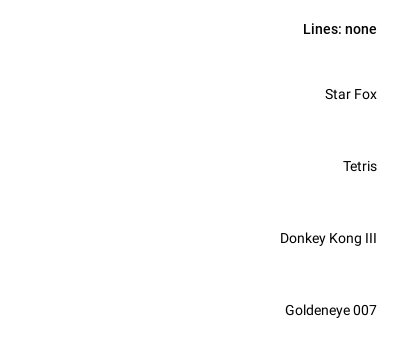 Lines: none
Star Fox
Tetris
Donkey Kong III
Goldeneye 007